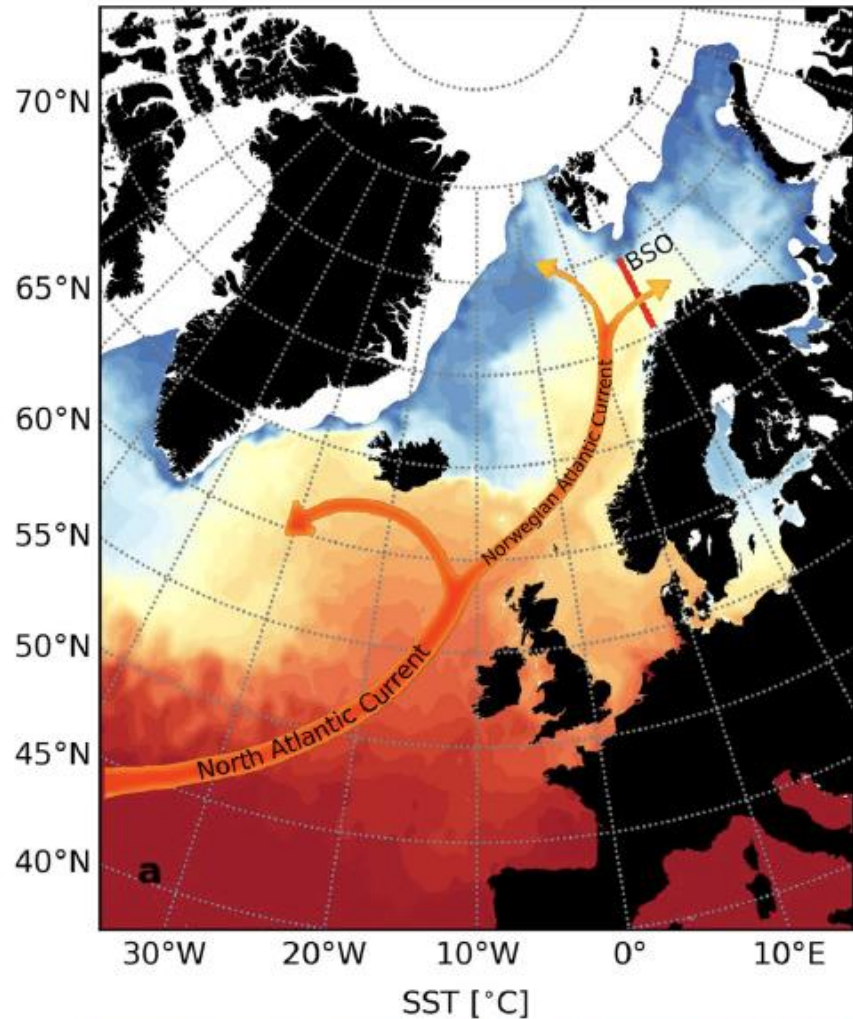 70°N
65°N
60°N
55°N
50°N
45°N
40°N
BSO
Norwegian Atlantic Current
North Atlantic Current
a
30°W 20°W 10°W 0° 10°E
SST [°C]